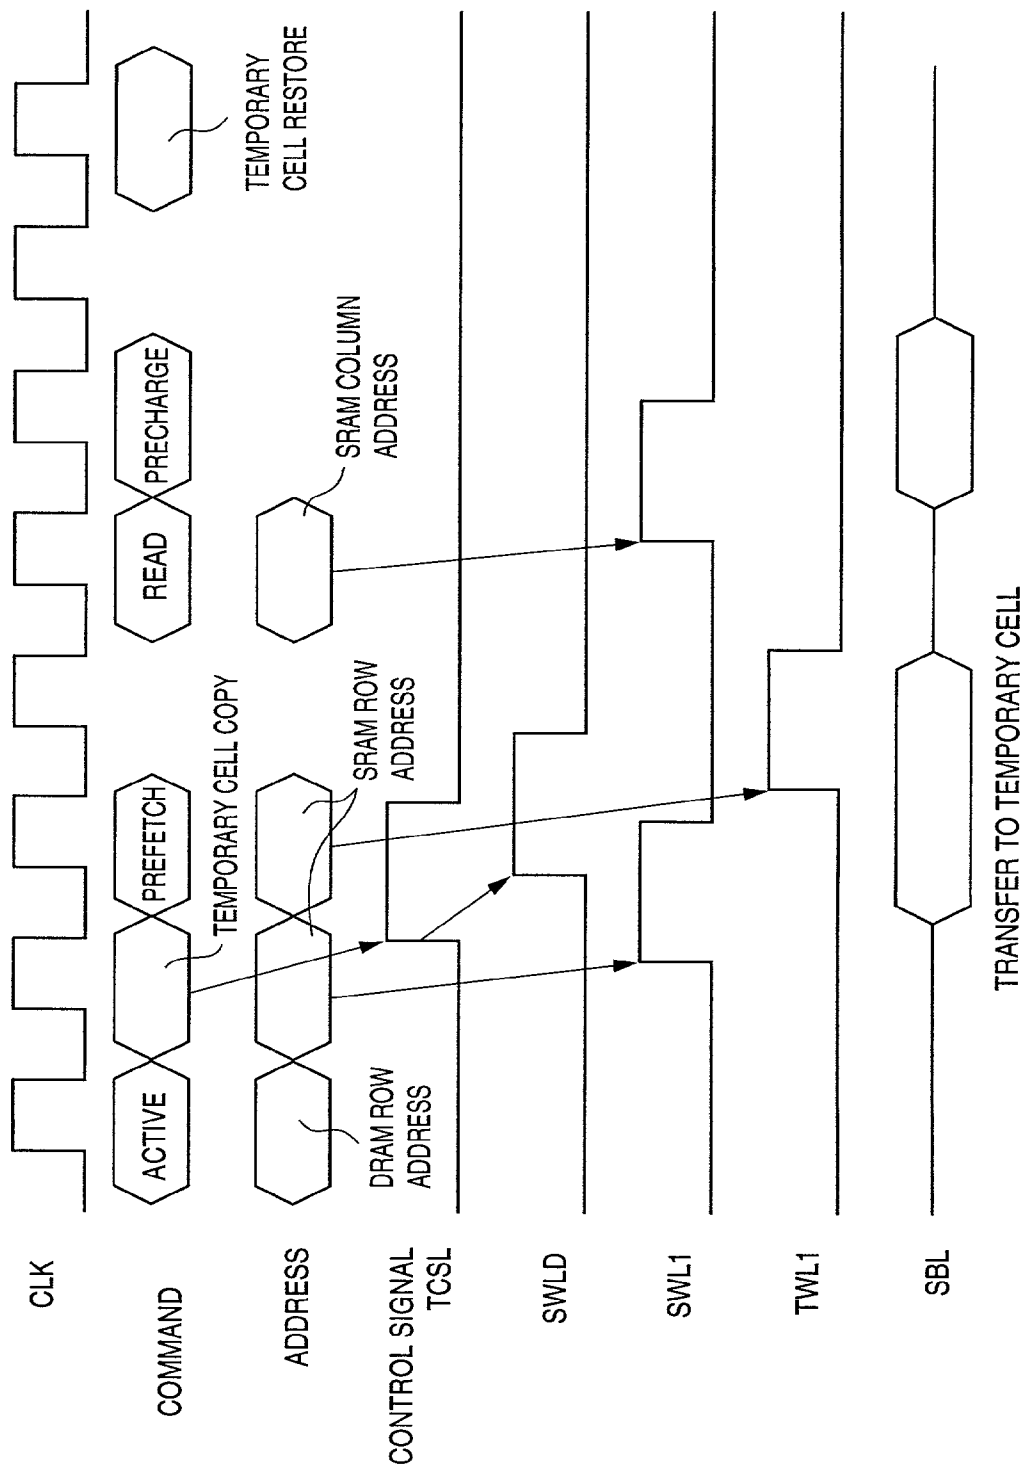 CLK
COMMAND
ACTIVE
PREFETCH
READ
PRECHARGE
TEMPORARY CELL COPY
TEMPORARY
CELL RESTORE
ADDRESS
DRAM ROW
ADDRESS
SRAM ROW
ADDRESS
SRAM COLUMN
ADDRESS
CONTROL SIGNAL
TCSL
SWLD
SWL1
TWL1
SBL
TRANSFER TO TEMPORARY CELL